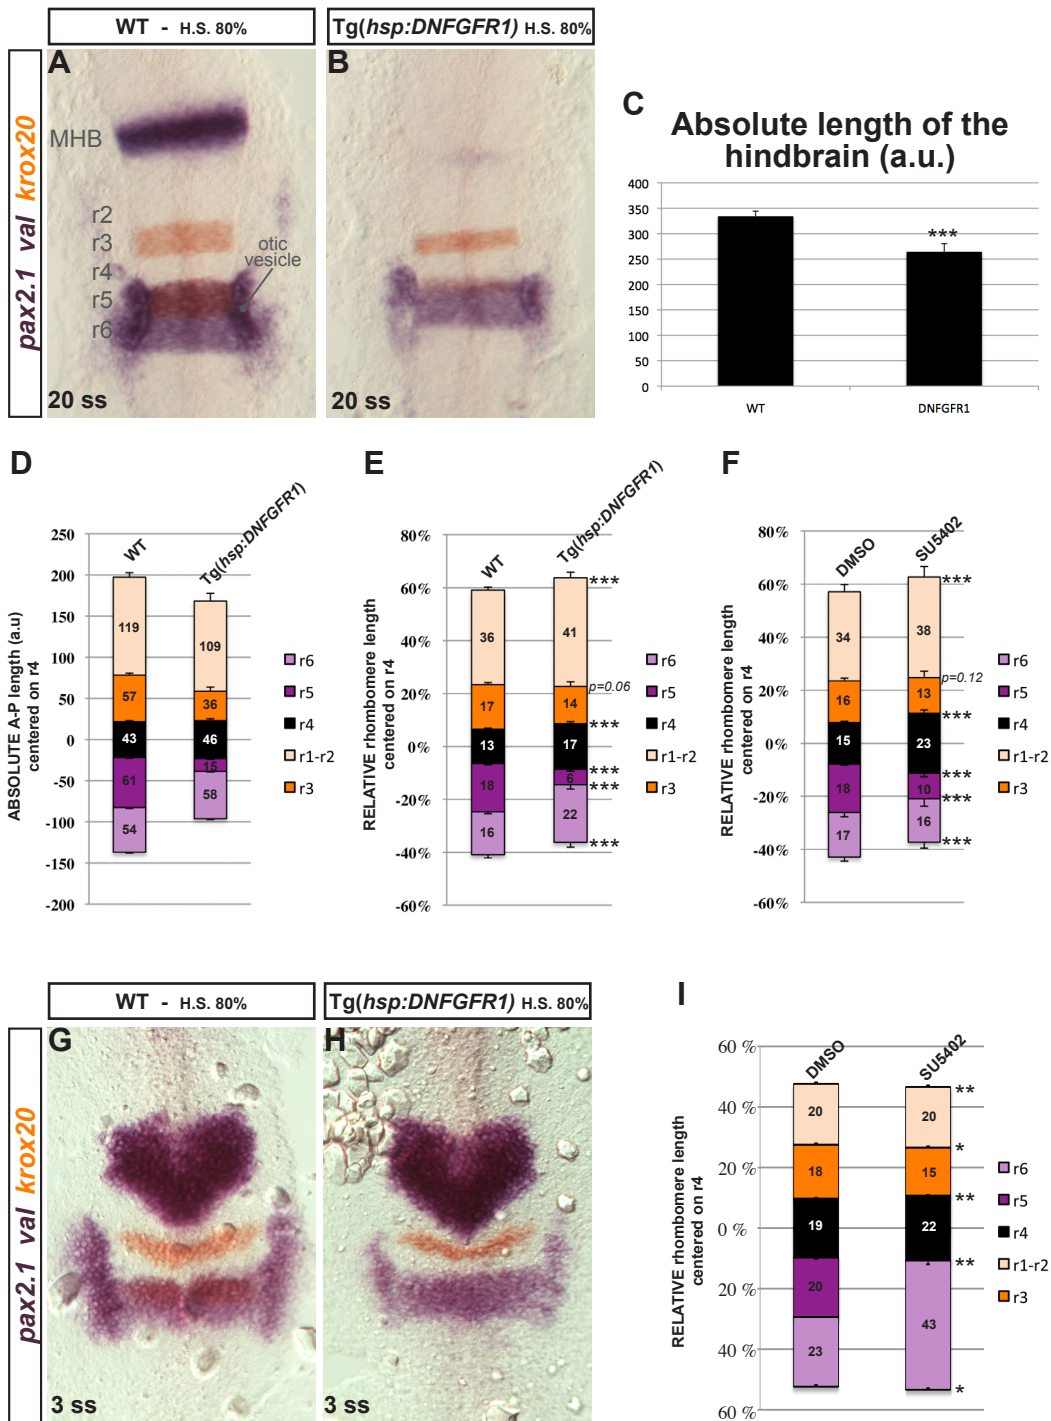 WT - H.S. 80%
Tg(hsp:DNFGFR1) H.S. 80%
pax2.1 val krox20
A
MHB
r2
r3
r4
r5
r6
otic
vesicle
20 ss
B
20 ss
C
Absolute length of the
hindbrain (a.u.)
400
350
300
250
200
150
100
50
0
***
WT
DNFGFR1
D
ABSOLUTE A-P length (a.u)
centered on r4
250
200
150
100
50
0
-50
-100
-150
-200
WT
Tg(hsp:DNFGFR1)
119
57
43
61
54
109
36
46
15
58
r6
r5
r4
r1-r2
r3
E
RELATIVE rhombomere length
centered on r4
80%
60%
40%
20%
0%
-20%
-40%
-60%
WT
Tg(hsp:DNFGFR1)
36
17
13
18
16
41
14
17
6
22
***
p=0.06
***
***
***
***
r6
r5
r4
r1-r2
r3
F
RELATIVE rhombomere length
centered on r4
80%
60%
40%
20%
0%
-20%
-40%
-60%
DMSO
SU5402
34
16
15
18
17
38
13
23
10
16
***
p=0.12
***
***
***
***
r6
r5
r4
r1-r2
r3
WT - H.S. 80%
Tg(hsp:DNFGFR1) H.S. 80%
pax2.1 val krox20
G
3 ss
H
3 ss
I
RELATIVE rhombomere length
centered on r4
60 %
40 %
20 %
0 %
20 %
40 %
60 %
DMSO
SU5402
20
18
19
20
23
20
15
22
43
**
*
**
**
*
r6
r5
r4
r1-r2
r3